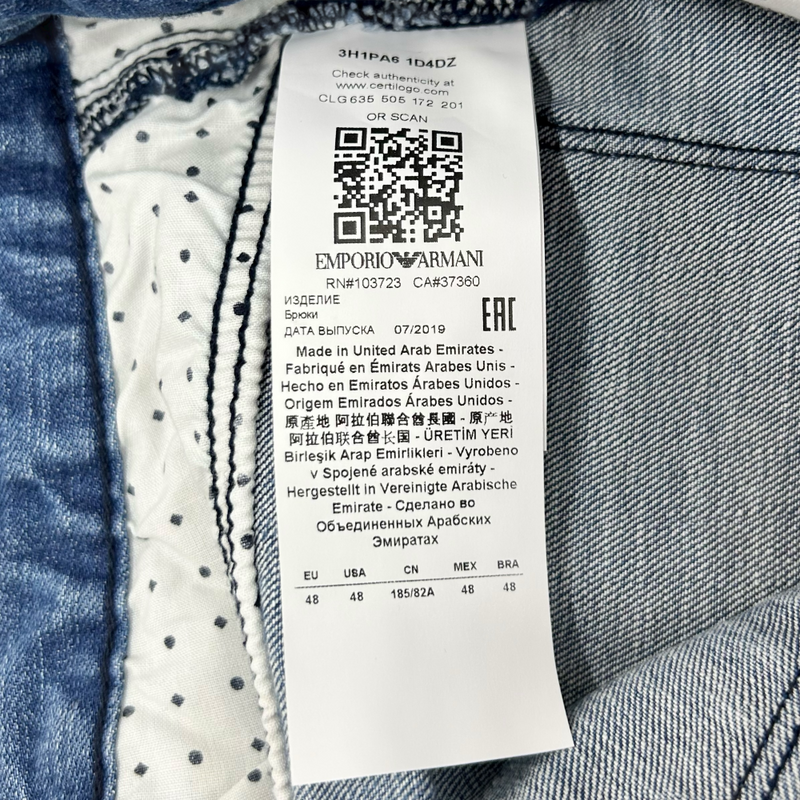 3H1PA6 1D4DZ
Check authenticity at
www.certilogo.com
CLG 635 505 172 201
OR SCAN
EMPORIO ARMANI
RN#103723 CA#37360
ИЗДЕЛИЕ
Брюки
ДАТА ВЫПУСКА 07/2019
EAC
Made in United Arab Emirates -
Fabriqué en Émirats Arabes Unis -
Hecho en Emiratos Árabes Unidos -
Origem Emirados Árabes Unidos -
原產地 阿拉伯聯合酋長國 - 原产地
阿拉伯联合酋长国 - ÜRETİM YERİ
Birleşik Arap Emirlikleri - Vyrobeno
v Spojené arabské emiráty -
Hergestellt in Vereinigte Arabische
Emirate - Сделано во
Объединенных Арабских
Эмиратах
EU USA CN MEX BRA
48 48 185/82A 48 48